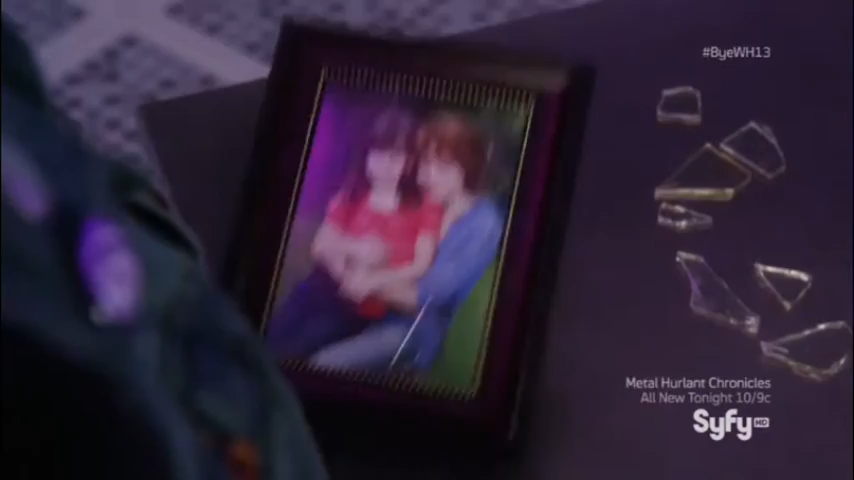 #ByeWH13
Metal Hurlant Chronicles
All New Tonight 10/9c
Syfy HD